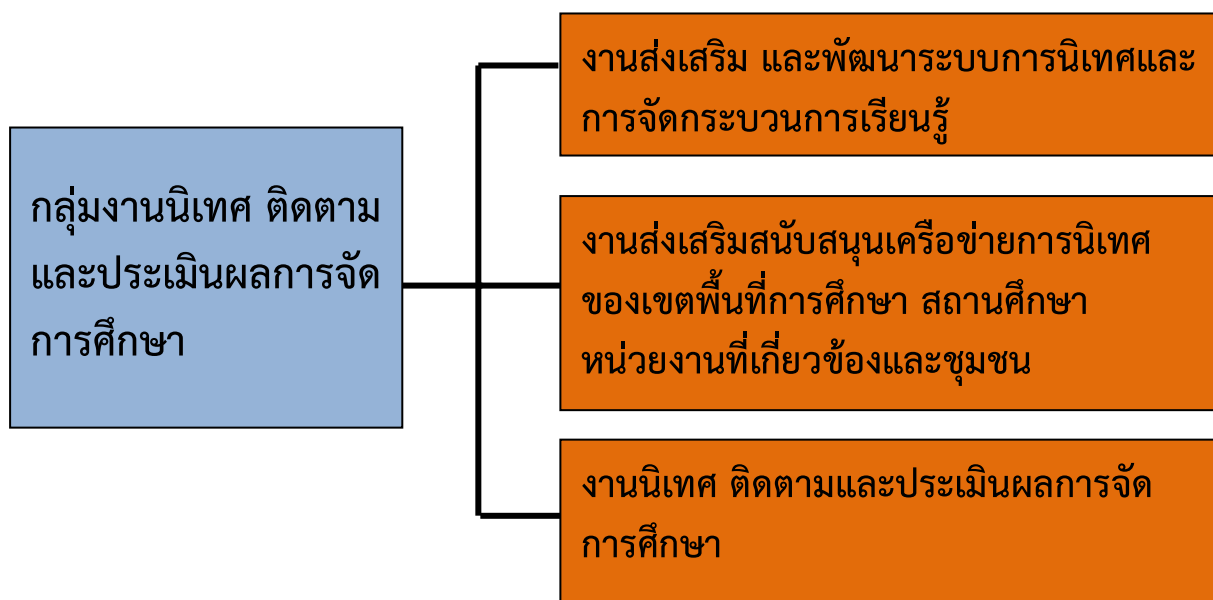 กลุ่มงานนิเทศ ติดตาม
และประเมินผลการจัด
การศึกษา
งานส่งเสริม และพัฒนาระบบการนิเทศและ
การจัดกระบวนการเรียนรู้
งานส่งเสริมสนับสนุนเครือข่ายการนิเทศ
ของเขตพื้นที่การศึกษา สถานศึกษา
หน่วยงานที่เกี่ยวข้องและชุมชน
งานนิเทศ ติดตามและประเมินผลการจัด
การศึกษา